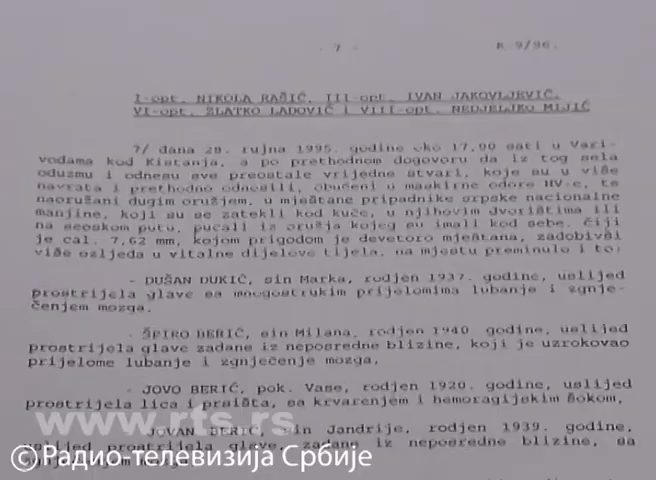 - 7 -
K 9/96.
I-opt. NIKOLA RAŠIĆ, III-opt. IVAN JAKOVLJEVIĆ,
VI-opt. ZLATKO LADOVIĆ i VIII-opt. NEDJELJKO MIJIĆ
7/ dana 28. rujna 1995. godine oko 17,00 sati u Vari-
vodama kod Kistanja, a po prethodnom dogovoru da iz tog sela
oduzmu i odnesu sve preostale vrijedne stvari, koje su u više
navrata i prethodno odnosili, obučeni u maskirne odore HV-e, te
naoružani dugim oružjem, u mještane pripadnike srpske nacionalne
manjine, koji su se zatekli kod kuće, u njihovim dvorištima ili
na seoskom putu, pucali iz oružja kojeg su imali kod sebe, čiji
je cal. 7,62 mm, kojom prigodom je devetoro mještana, zadobivši
više ozljeda u vitalne dijelove tijela, na mjestu preminulo i to:
- DUŠAN DUKIĆ, sin Marka, rodjen 1937. godine, uslijed
prostrijela glave sa mnogostrukim prijelomima lubanje i zgnje-
čenjem mozga.
- ŠPIRO BERIĆ, sin Milana, rodjen 1940 godine, uslijed
prostrijela glave zadane iz neposredne blizine, koji je uzrokovao
prijelome lubanje i zgnječenje mozga,
- JOVO BERIĆ, pok. Vase, rodjen 1920. godine, uslijed
prostrijela lica i prsišta, sa krvarenjem i hemoragijskim šokom,
www.rts.rs
JOVAN BERIĆ, sin Jandrije, rodjen 1939. godine,
uslijed prostrijela glave, zadane iz neposredne blizine, sa
©Радио-телевизија Србије